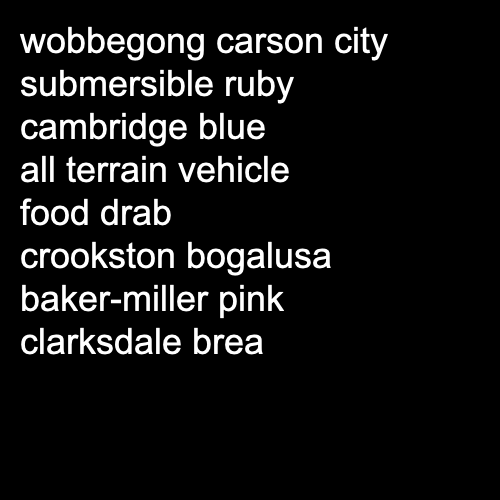 wobbegong carson city
submersible ruby
cambridge blue
all terrain vehicle
food drab
crookston bogalusa
baker-miller pink
clarksdale brea